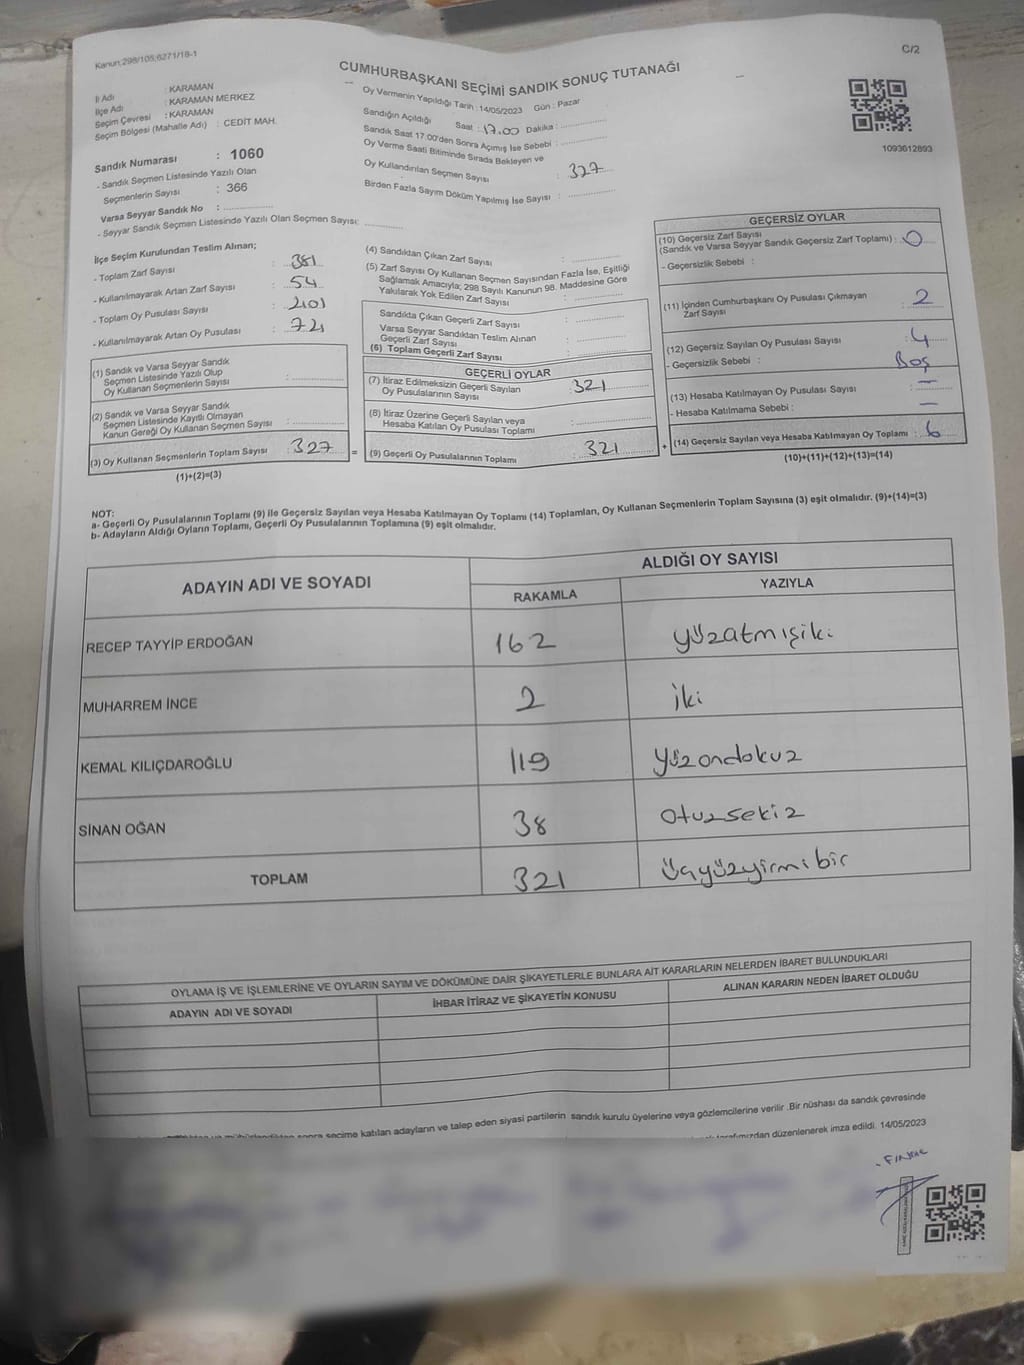 Kanun;298/105;6271/18-1
C/2
CUMHURBAŞKANI SEÇİMİ SANDIK SONUÇ TUTANAĞI
İl Adı : KARAMAN
İlçe Adı : KARAMAN MERKEZ
Seçim Çevresi : KARAMAN
Seçim Bölgesi (Mahalle Adı) : CEDİT MAH.
Oy Vermenin Yapıldığı Tarih : 14/05/2023 Gün : Pazar
Sandığın Açıldığı Saat : 17.00 Dakika : ..............
Sandık Saat 17.00'den Sonra Açımış İse Sebebi : ..............
Oy Verme Saati Bitiminde Sırada Bekleyen ve
Oy Kullandırılan Seçmen Sayısı : 327
Birden Fazla Sayım Döküm Yapılmış İse Sayısı : ..............
1093612893
Sandık Numarası : 1060
- Sandık Seçmen Listesinde Yazılı Olan
Seçmenlerin Sayısı : 366
Varsa Seyyar Sandık No : ..............
- Seyyar Sandık Seçmen Listesinde Yazılı Olan Seçmen Sayısı: ..............
İlçe Seçim Kurulundan Teslim Alınan;
- Toplam Zarf Sayısı : 381
- Kullanılmayarak Artan Zarf Sayısı : 54
- Toplam Oy Pusulası Sayısı : 401
- Kullanılmayarak Artan Oy Pusulası : 74
(1) Sandık ve Varsa Seyyar Sandık
Seçmen Listesinde Yazılı Olup
Oy Kullanan Seçmenlerin Sayısı : ..............
(2) Sandık ve Varsa Seyyar Sandık
Seçmen Listesinde Kayıtlı Olmayan
Kanun Gereği Oy Kullanan Seçmen Sayısı : ..............
(3) Oy Kullanan Seçmenlerin Toplam Sayısı : 327
(1)+(2)=(3)
=
(4) Sandıktan Çıkan Zarf Sayısı : ..............
(5) Zarf Sayısı Oy Kullanan Seçmen Sayısından Fazla İse, Eşitliği
Sağlamak Amacıyla; 298 Sayılı Kanunun 98. Maddesine Göre
Yakılarak Yok Edilen Zarf Sayısı : ..............
Sandıkta Çıkan Geçerli Zarf Sayısı : ..............
Varsa Seyyar Sandıktan Teslim Alınan
Geçerli Zarf Sayısı : ..............
(6) Toplam Geçerli Zarf Sayısı : ..............
GEÇERLİ OYLAR
(7) İtiraz Edilmeksizin Geçerli Sayılan
Oy Pusulalarının Sayısı : 321
(8) İtiraz Üzerine Geçerli Sayılan veya
Hesaba Katılan Oy Pusulası Toplamı : ..............
(9) Geçerli Oy Pusulalarının Toplamı : 321
+
GEÇERSİZ OYLAR
(10) Geçersiz Zarf Sayısı
(Sandık ve Varsa Seyyar Sandık Geçersiz Zarf Toplamı) : 0
- Geçersizlik Sebebi :
(11) İçinden Cumhurbaşkanı Oy Pusulası Çıkmayan
Zarf Sayısı : 2
(12) Geçersiz Sayılan Oy Pusulası Sayısı : 4
- Geçersizlik Sebebi : Boş
(13) Hesaba Katılmayan Oy Pusulası Sayısı : —
- Hesaba Katılmama Sebebi : —
(14) Geçersiz Sayılan veya Hesaba Katılmayan Oy Toplamı : 6
(10)+(11)+(12)+(13)=(14)
NOT:
a- Geçerli Oy Pusulalarının Toplamı (9) ile Geçersiz Sayılan veya Hesaba Katılmayan Oy Toplamı (14) Toplamları, Oy Kullanan Seçmenlerin Toplam Sayısına (3) eşit olmalıdır. (9)+(14)=(3)
b- Adayların Aldığı Oyların Toplamı, Geçerli Oy Pusulalarının Toplamına (9) eşit olmalıdır.
ADAYIN ADI VE SOYADI ALDIĞI OY SAYISI
RAKAMLA YAZIYLA
RECEP TAYYİP ERDOĞAN 162 yüzatmışiki
MUHARREM İNCE 2 iki
KEMAL KILIÇDAROĞLU 119 yüzondokuz
SİNAN OĞAN 38 otuzsekiz
TOPLAM 321 üçyüzyirmibir
OYLAMA İŞ VE İŞLEMLERİNE VE OYLARIN SAYIM VE DÖKÜMÜNE DAİR ŞİKAYETLERLE BUNLARA AİT KARARLARIN NELERDEN İBARET BULUNDUKLARI
ADAYIN ADI VE SOYADI İHBAR İTİRAZ VE ŞİKAYETİN KONUSU ALINAN KARARIN NEDEN İBARET OLDUĞU
sonra seçime katılan adayların ve talep eden siyasi partilerin sandık kurulu üyelerine veya gözlemcilerine verilir .Bir nüshası da sandık çevresinde
tarafımızdan düzenlenerek imza edildi. 14/05/2023